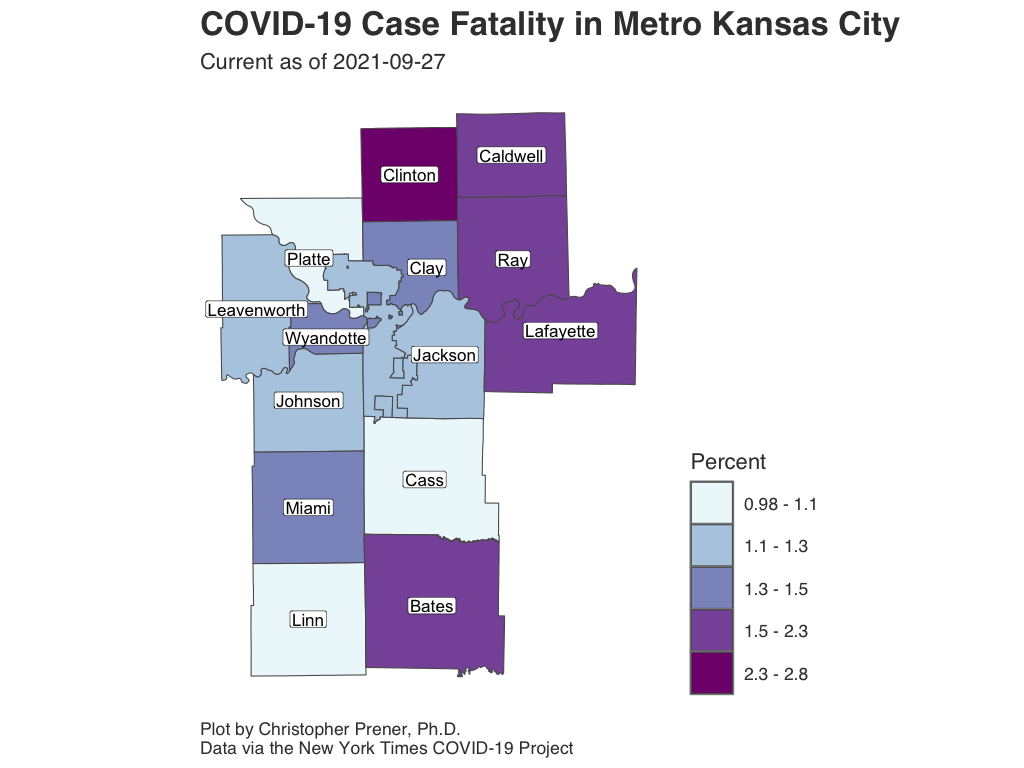 COVID-19 Case Fatality in Metro Kansas City
Current as of 2021-09-27
Caldwell
Clinton
Platte
Clay
Ray
Leavenworth
Wyandotte
Lafayette
Jackson
Johnson
Cass
Miami
Bates
Linn
Percent
0.98 - 1.1
1.1 - 1.3
1.3 - 1.5
1.5 - 2.3
2.3 - 2.8
Plot by Christopher Prener, Ph.D.
Data via the New York Times COVID-19 Project